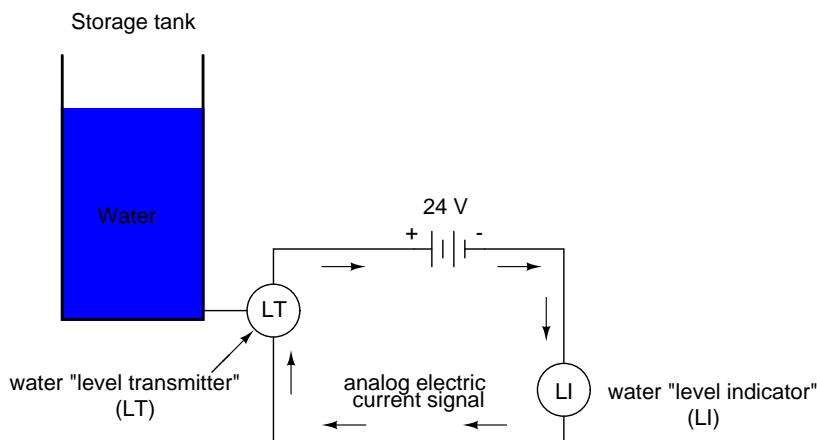 Storage tank
Water
24 V
+ -
LT
water "level transmitter"
(LT)
analog electric
current signal
LI
water "level indicator"
(LI)